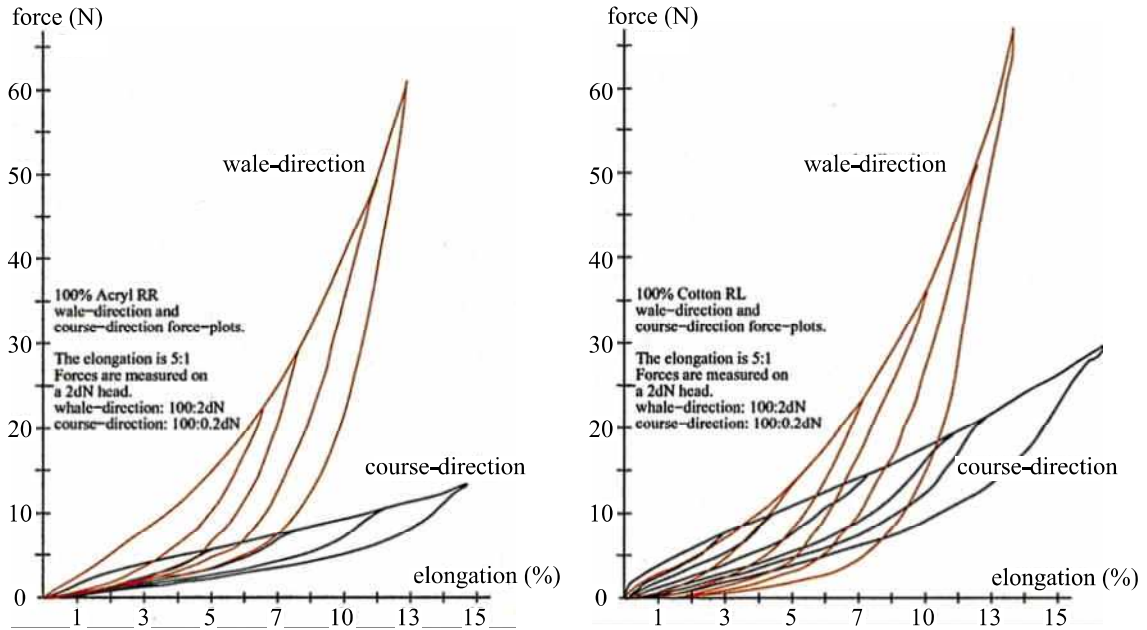 force (N)
60
50
40
30
20
10
0
wale-direction
100% Acryl RR
wale-direction and
course-direction force-plots.
The elongation is 5:1
Forces are measured on
a 2dN head.
whale-direction: 100:2dN
course-direction: 100:0.2dN
course-direction
elongation (%)
1 3 5 7 10 13 15
force (N)
60
50
40
30
20
10
0
wale-direction
100% Cotton RL
wale-direction and
course-direction force-plots.
The elongation is 5:1
Forces are measured on
a 2dN head.
whale-direction: 100:2dN
course-direction: 100:0.2dN
course-direction
elongation (%)
1 3 5 7 10 13 15